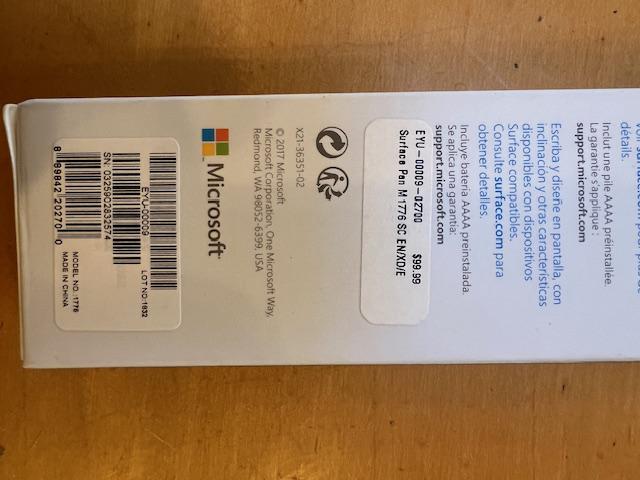 détails.
Inclut une pile AAAA préinstallée.
La garantie s'applique :
support.microsoft.com
Escriba y diseñe en pantalla, con
inclinación y otras características
disponibles con dispositivos
Surface compatibles.
Consulte surface.com para
obtener detalles.
Incluye batería AAAA preinstalada.
Se aplica una garantía:
support.microsoft.com
EYU-00009-02700 $99.99
Surface Pen M1776 SC EN/XD/E
X21-36351-02
© 2017 Microsoft
Microsoft Corporation, One Microsoft Way,
Redmond, WA 98052-6399 USA
Microsoft
EYU-00009
LOT NO:1832
SN: 0325902832574
8 89842 20270 0
MODEL NO.:1776
MADE IN CHINA